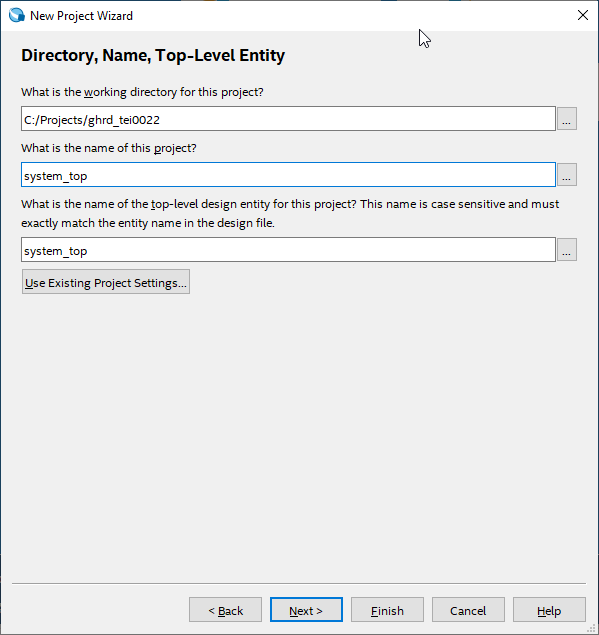 New Project Wizard
Directory, Name, Top-Level Entity
What is the working directory for this project?
C:/Projects/ghrd_tei0022
...
What is the name of this project?
system_top
...
What is the name of the top-level design entity for this project? This name is case sensitive and must
exactly match the entity name in the design file.
system_top
...
Use Existing Project Settings...
< Back
Next >
Finish
Cancel
Help